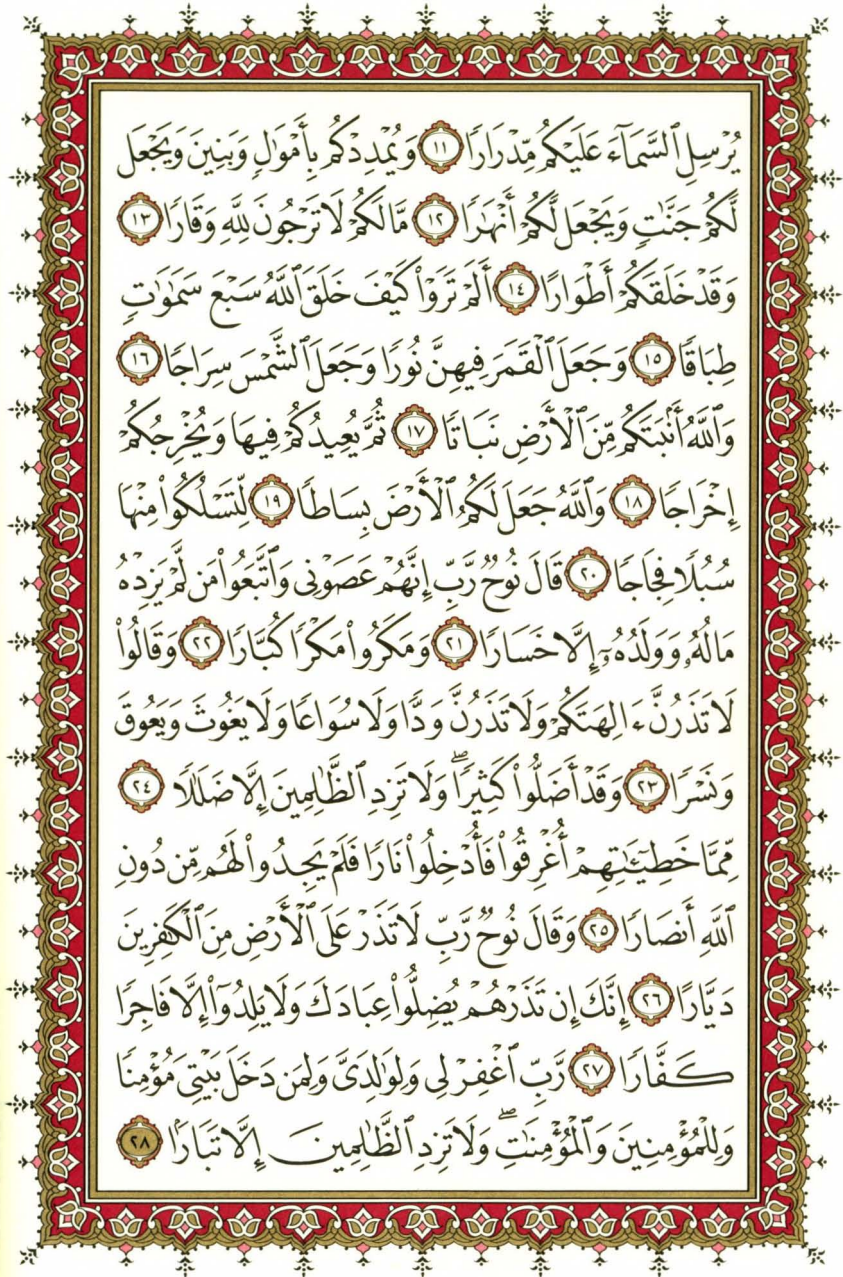 يُرْسِلِ ٱلسَّمَآءَ عَلَيْكُم مِّدْرَارًا ١١ وَيُمْدِدْكُم بِأَمْوَٰلٍ وَبَنِينَ وَيَجْعَل
لَّكُمْ جَنَّٰتٍ وَيَجْعَل لَّكُمْ أَنْهَٰرًا ١٢ مَّا لَكُمْ لَا تَرْجُونَ لِلَّهِ وَقَارًا ١٣
وَقَدْ خَلَقَكُمْ أَطْوَارًا ١٤ أَلَمْ تَرَوْا۟ كَيْفَ خَلَقَ ٱللَّهُ سَبْعَ سَمَٰوَٰتٍ
طِبَاقًا ١٥ وَجَعَلَ ٱلْقَمَرَ فِيهِنَّ نُورًا وَجَعَلَ ٱلشَّمْسَ سِرَاجًا ١٦
وَٱللَّهُ أَنۢبَتَكُم مِّنَ ٱلْأَرْضِ نَبَاتًا ١٧ ثُمَّ يُعِيدُكُمْ فِيهَا وَيُخْرِجُكُمْ
إِخْرَاجًا ١٨ وَٱللَّهُ جَعَلَ لَكُمُ ٱلْأَرْضَ بِسَاطًا ١٩ لِّتَسْلُكُوا۟ مِنْهَا
سُبُلًا فِجَاجًا ٢٠ قَالَ نُوحٌ رَّبِّ إِنَّهُمْ عَصَوْنِى وَٱتَّبَعُوا۟ مَن لَّمْ يَزِدْهُ
مَالُهُۥ وَوَلَدُهُۥٓ إِلَّا خَسَارًا ٢١ وَمَكَرُوا۟ مَكْرًا كُبَّارًا ٢٢ وَقَالُوا۟
لَا تَذَرُنَّ ءَالِهَتَكُمْ وَلَا تَذَرُنَّ وَدًّا وَلَا سُوَاعًا وَلَا يَغُوثَ وَيَعُوقَ
وَنَسْرًا ٢٣ وَقَدْ أَضَلُّوا۟ كَثِيرًا ۖ وَلَا تَزِدِ ٱلظَّٰلِمِينَ إِلَّا ضَلَٰلًا ٢٤
مِّمَّا خَطِيٓـَٰٔتِهِمْ أُغْرِقُوا۟ فَأُدْخِلُوا۟ نَارًا فَلَمْ يَجِدُوا۟ لَهُم مِّن دُونِ
ٱللَّهِ أَنصَارًا ٢٥ وَقَالَ نُوحٌ رَّبِّ لَا تَذَرْ عَلَى ٱلْأَرْضِ مِنَ ٱلْكَٰفِرِينَ
دَيَّارًا ٢٦ إِنَّكَ إِن تَذَرْهُمْ يُضِلُّوا۟ عِبَادَكَ وَلَا يَلِدُوٓا۟ إِلَّا فَاجِرًا
كَفَّارًا ٢٧ رَّبِّ ٱغْفِرْ لِى وَلِوَٰلِدَىَّ وَلِمَن دَخَلَ بَيْتِىَ مُؤْمِنًا
وَلِلْمُؤْمِنِينَ وَٱلْمُؤْمِنَٰتِ ۖ وَلَا تَزِدِ ٱلظَّٰلِمِينَ إِلَّا تَبَارًۢا ٢٨